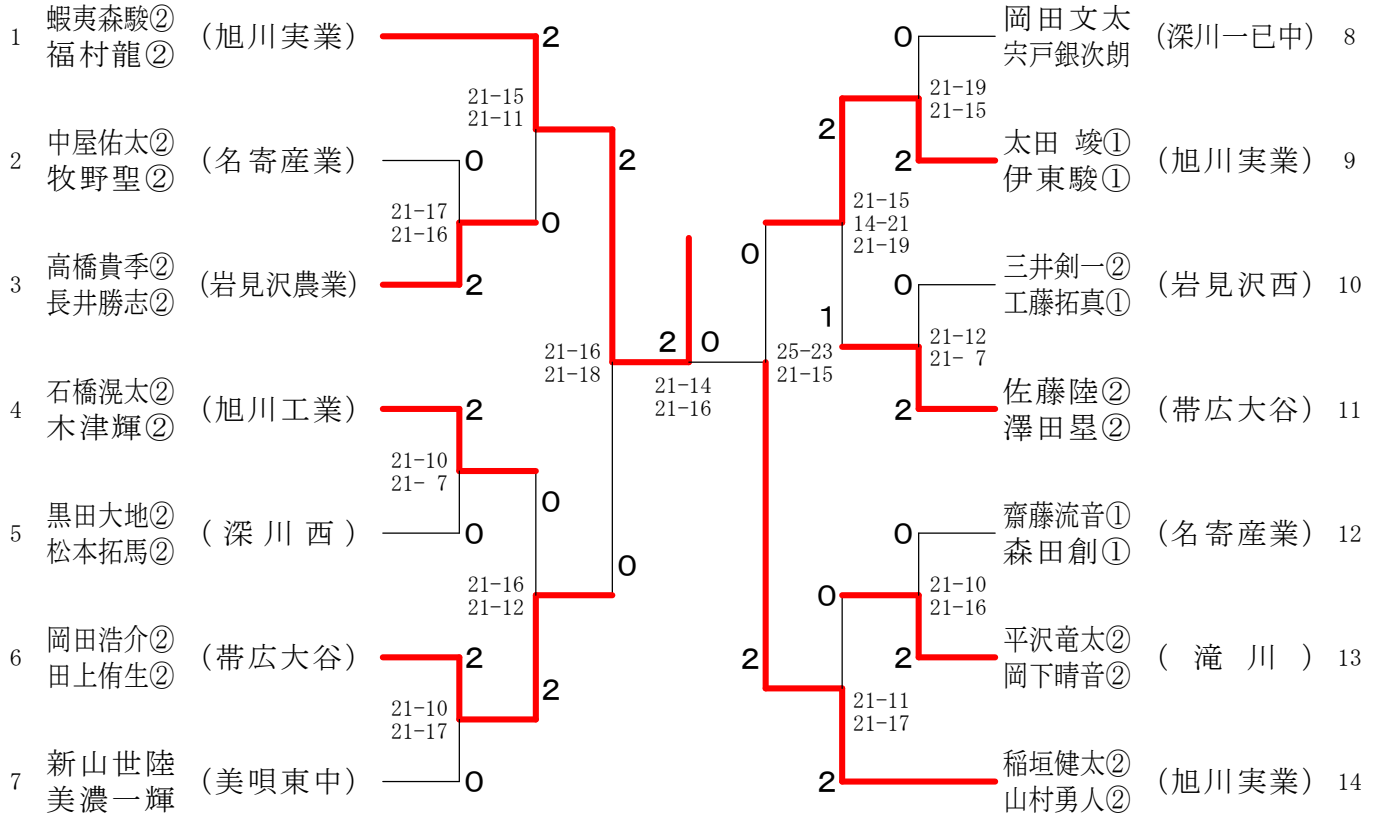 1 蝦夷森駿② 福村龍② (旭川実業) 2
21-15
21-11
2 中屋佑太② 牧野聖② (名寄産業) 0
2
21-17
21-16
0
3 高橋貴季② 長井勝志② (岩見沢農業) 2
21-16
21-18
4 石橋滉太② 木津輝② (旭川工業) 2
21-10
21- 7
0
5 黒田大地② 松本拓馬② (深川西) 0
0
21-16
21-12
6 岡田浩介② 田上侑生② (帯広大谷) 2
2
21-10
21-17
7 新山世陸 美濃一輝 (美唄東中) 0
2 0
21-14
21-16
0 岡田文太 宍戸銀次朗 (深川一已中) 8
21-19
21-15
2
2 太田 竣① 伊東駿① (旭川実業) 9
21-15
14-21
21-19
0
0 三井剣一② 工藤拓真① (岩見沢西) 10
1
21-12
21- 7
25-23
21-15
2 佐藤陸② 澤田塁② (帯広大谷) 11
0 齋藤流音① 森田創① (名寄産業) 12
21-10
21-16
0
2 平沢竜太② 岡下晴音② (滝川) 13
2
21-11
21-17
2 稲垣健太② 山村勇人② (旭川実業) 14